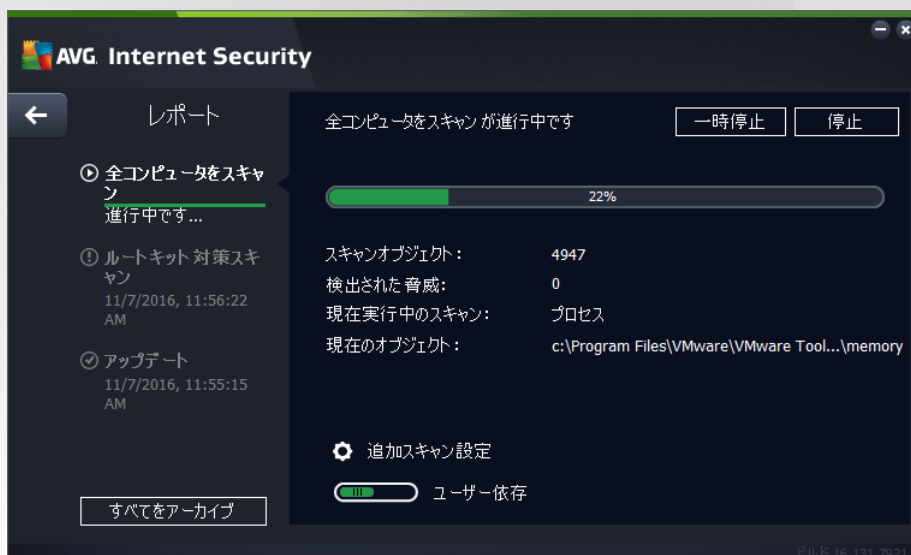 AVG. Internet Security
レポート
全コンピュータをスキャ
ン
進行中です...
ルートキット 対策スキ
ャン
11/7/2016, 11:56:22
AM
アップデート
11/7/2016, 11:55:15
AM
すべてをアーカイブ
全コンピュータをスキャン が進行中です
一時停止
停止
22%
スキャンオブジェクト: 4947
検出された脅威: 0
現在実行中のスキャン: プロセス
現在のオブジェクト: c:\Program Files\VMware\VMware Tool...\memory
追加スキャン設定
ユーザー依存
ビルド 16.131.7921